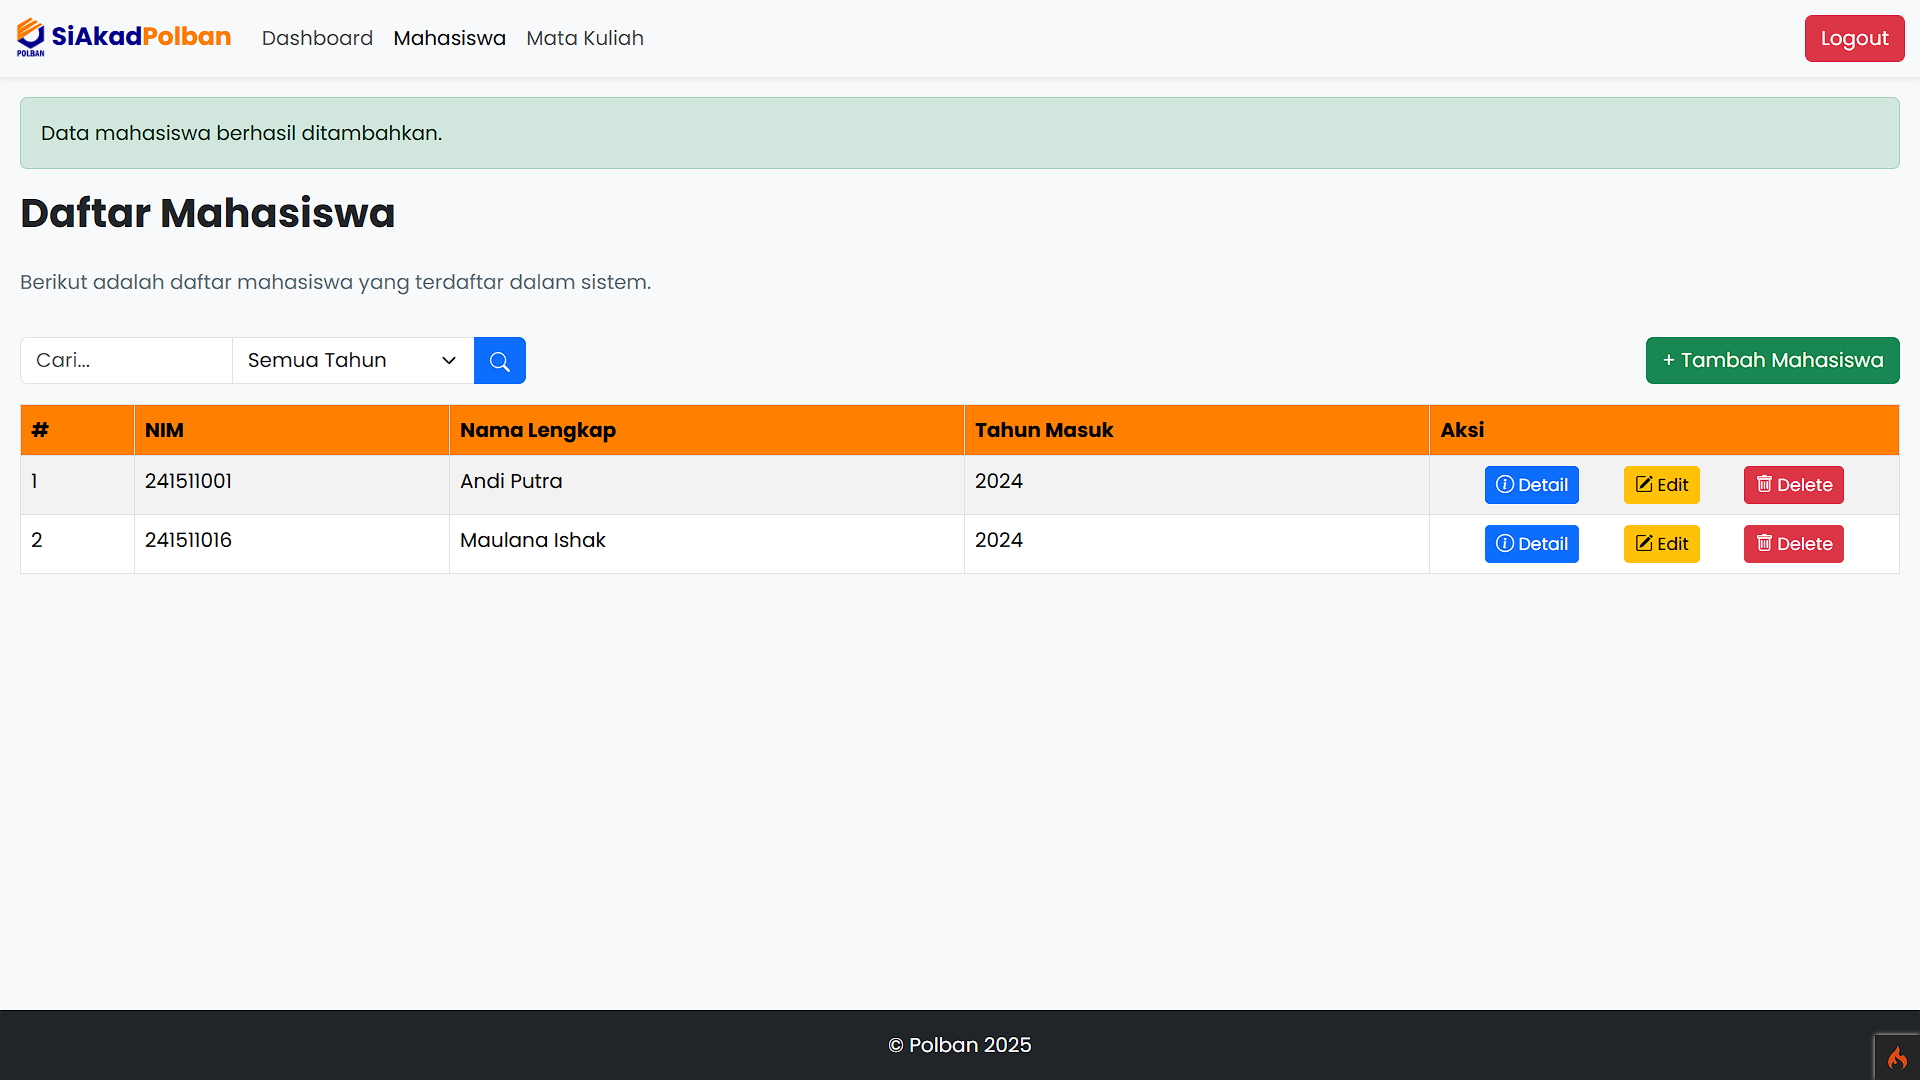 POLBAN
SiAkadPolban Dashboard Mahasiswa Mata Kuliah Logout
Data mahasiswa berhasil ditambahkan.
Daftar Mahasiswa
Berikut adalah daftar mahasiswa yang terdaftar dalam sistem.
Cari... Semua Tahun + Tambah Mahasiswa
# NIM Nama Lengkap Tahun Masuk Aksi
1 241511001 Andi Putra 2024 Detail Edit Delete
2 241511016 Maulana Ishak 2024 Detail Edit Delete
© Polban 2025